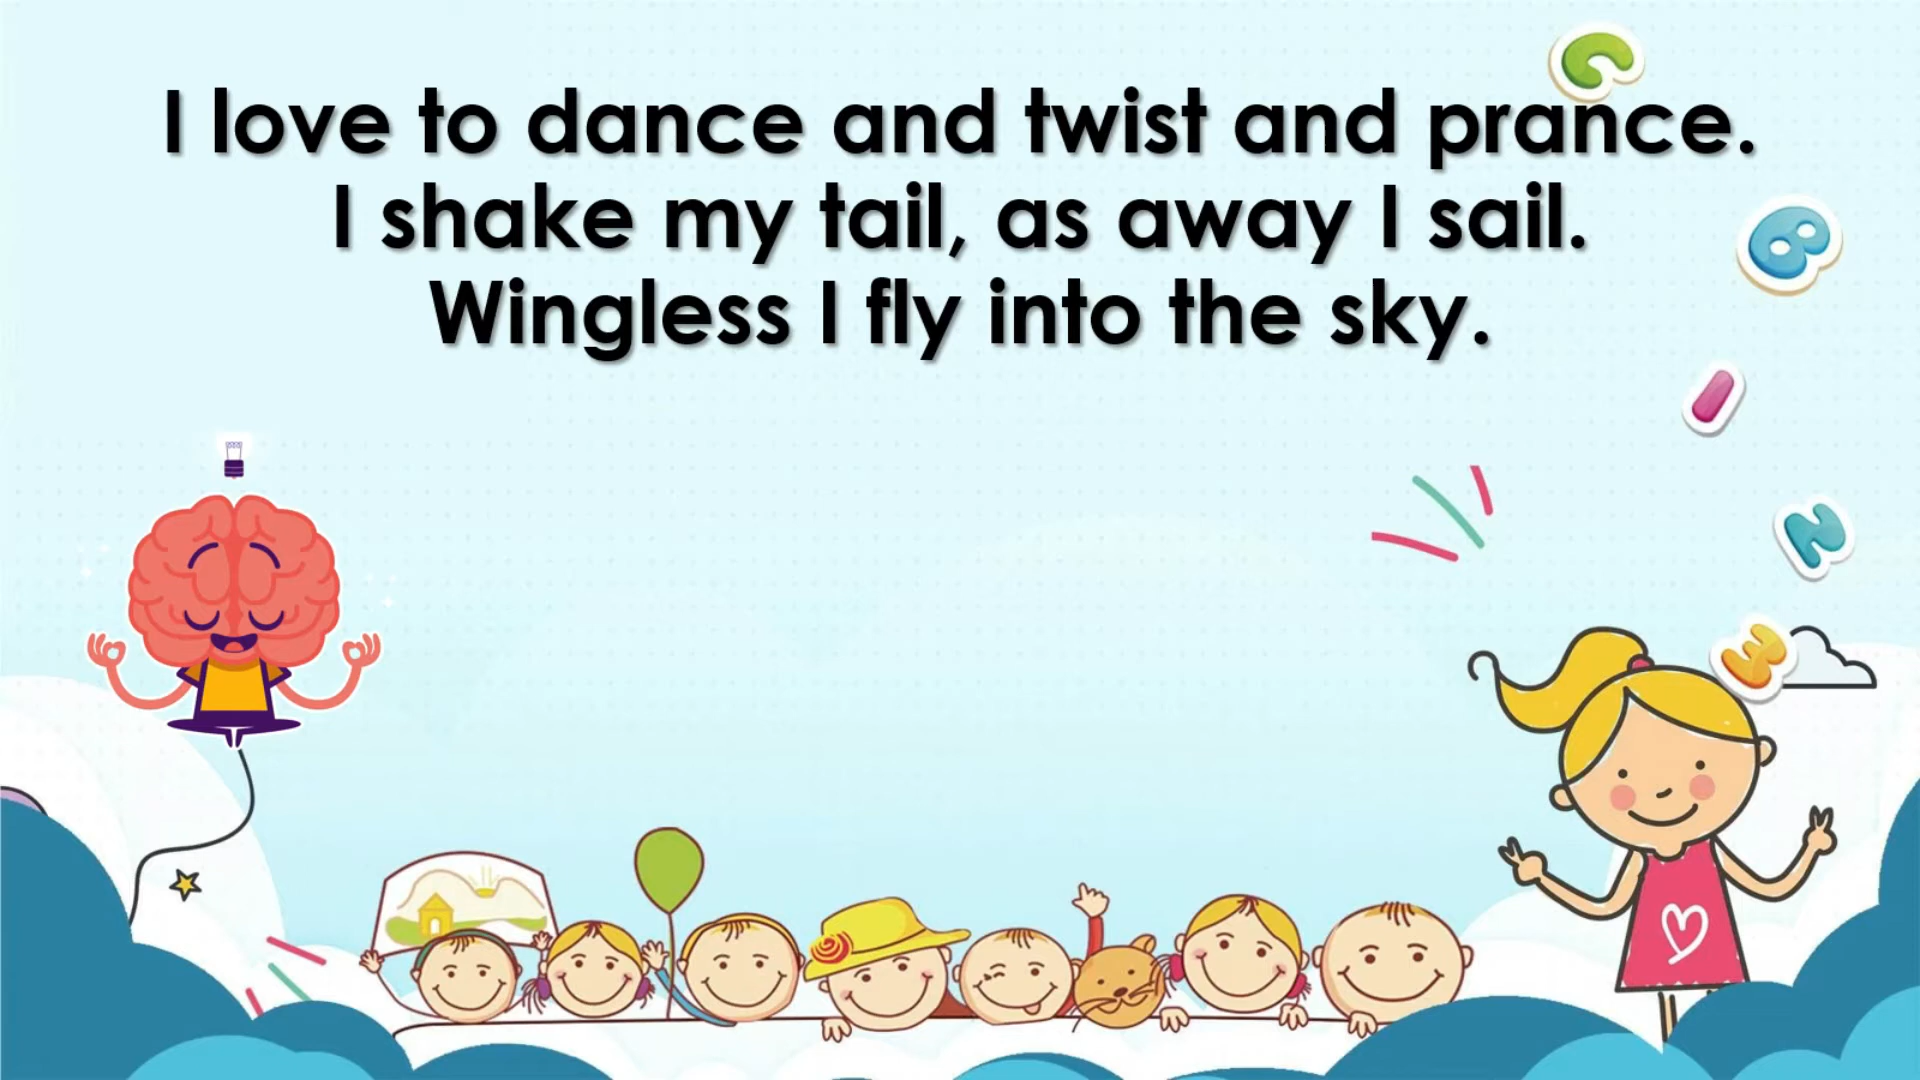 I love to dance and twist and prance.
I shake my tail, as away I sail.
Wingless I fly into the sky.
C
B
I
N
E